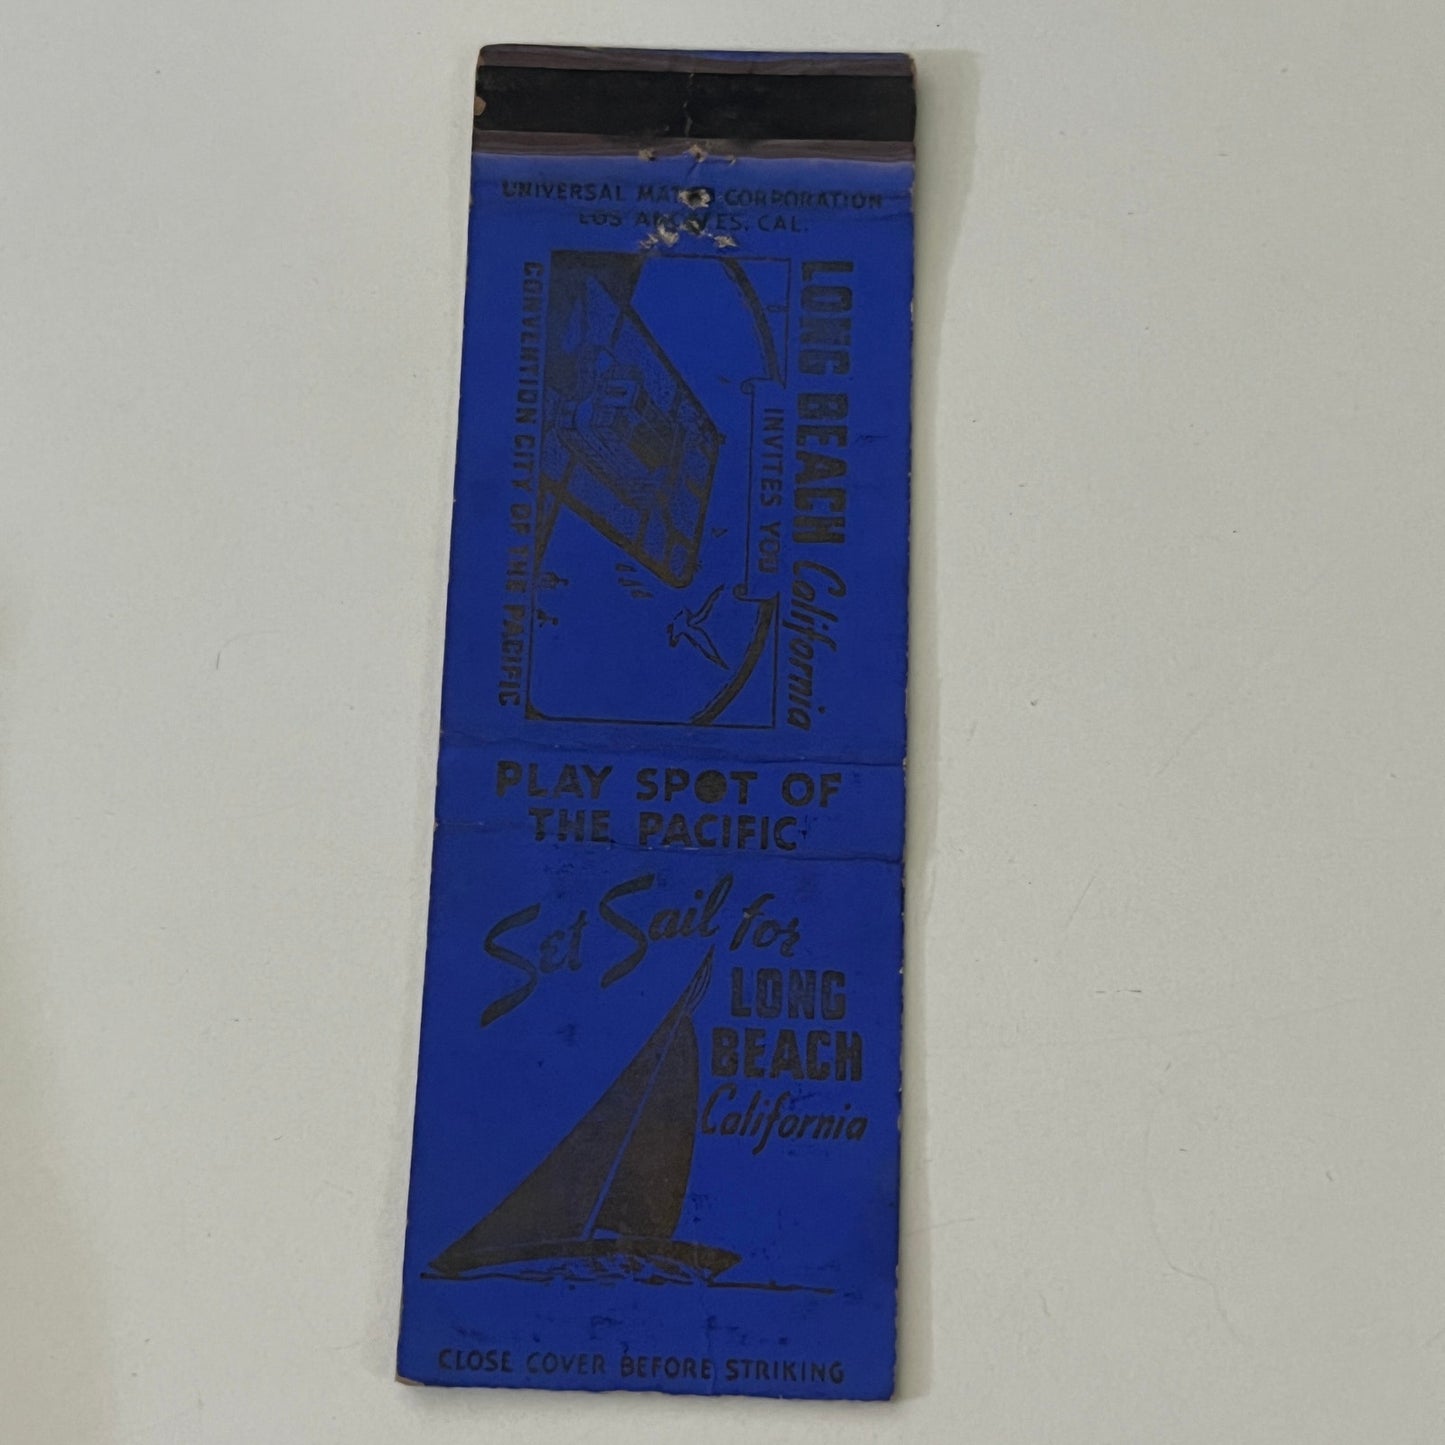 UNIVERSAL MATCH CORPORATION
LOS ANGELES, CAL.
LONG BEACH California
INVITES YOU
CONVENTION CITY OF THE PACIFIC
PLAY SPOT OF
THE PACIFIC
Set Sail for
LONG
BEACH
California
CLOSE COVER BEFORE STRIKING